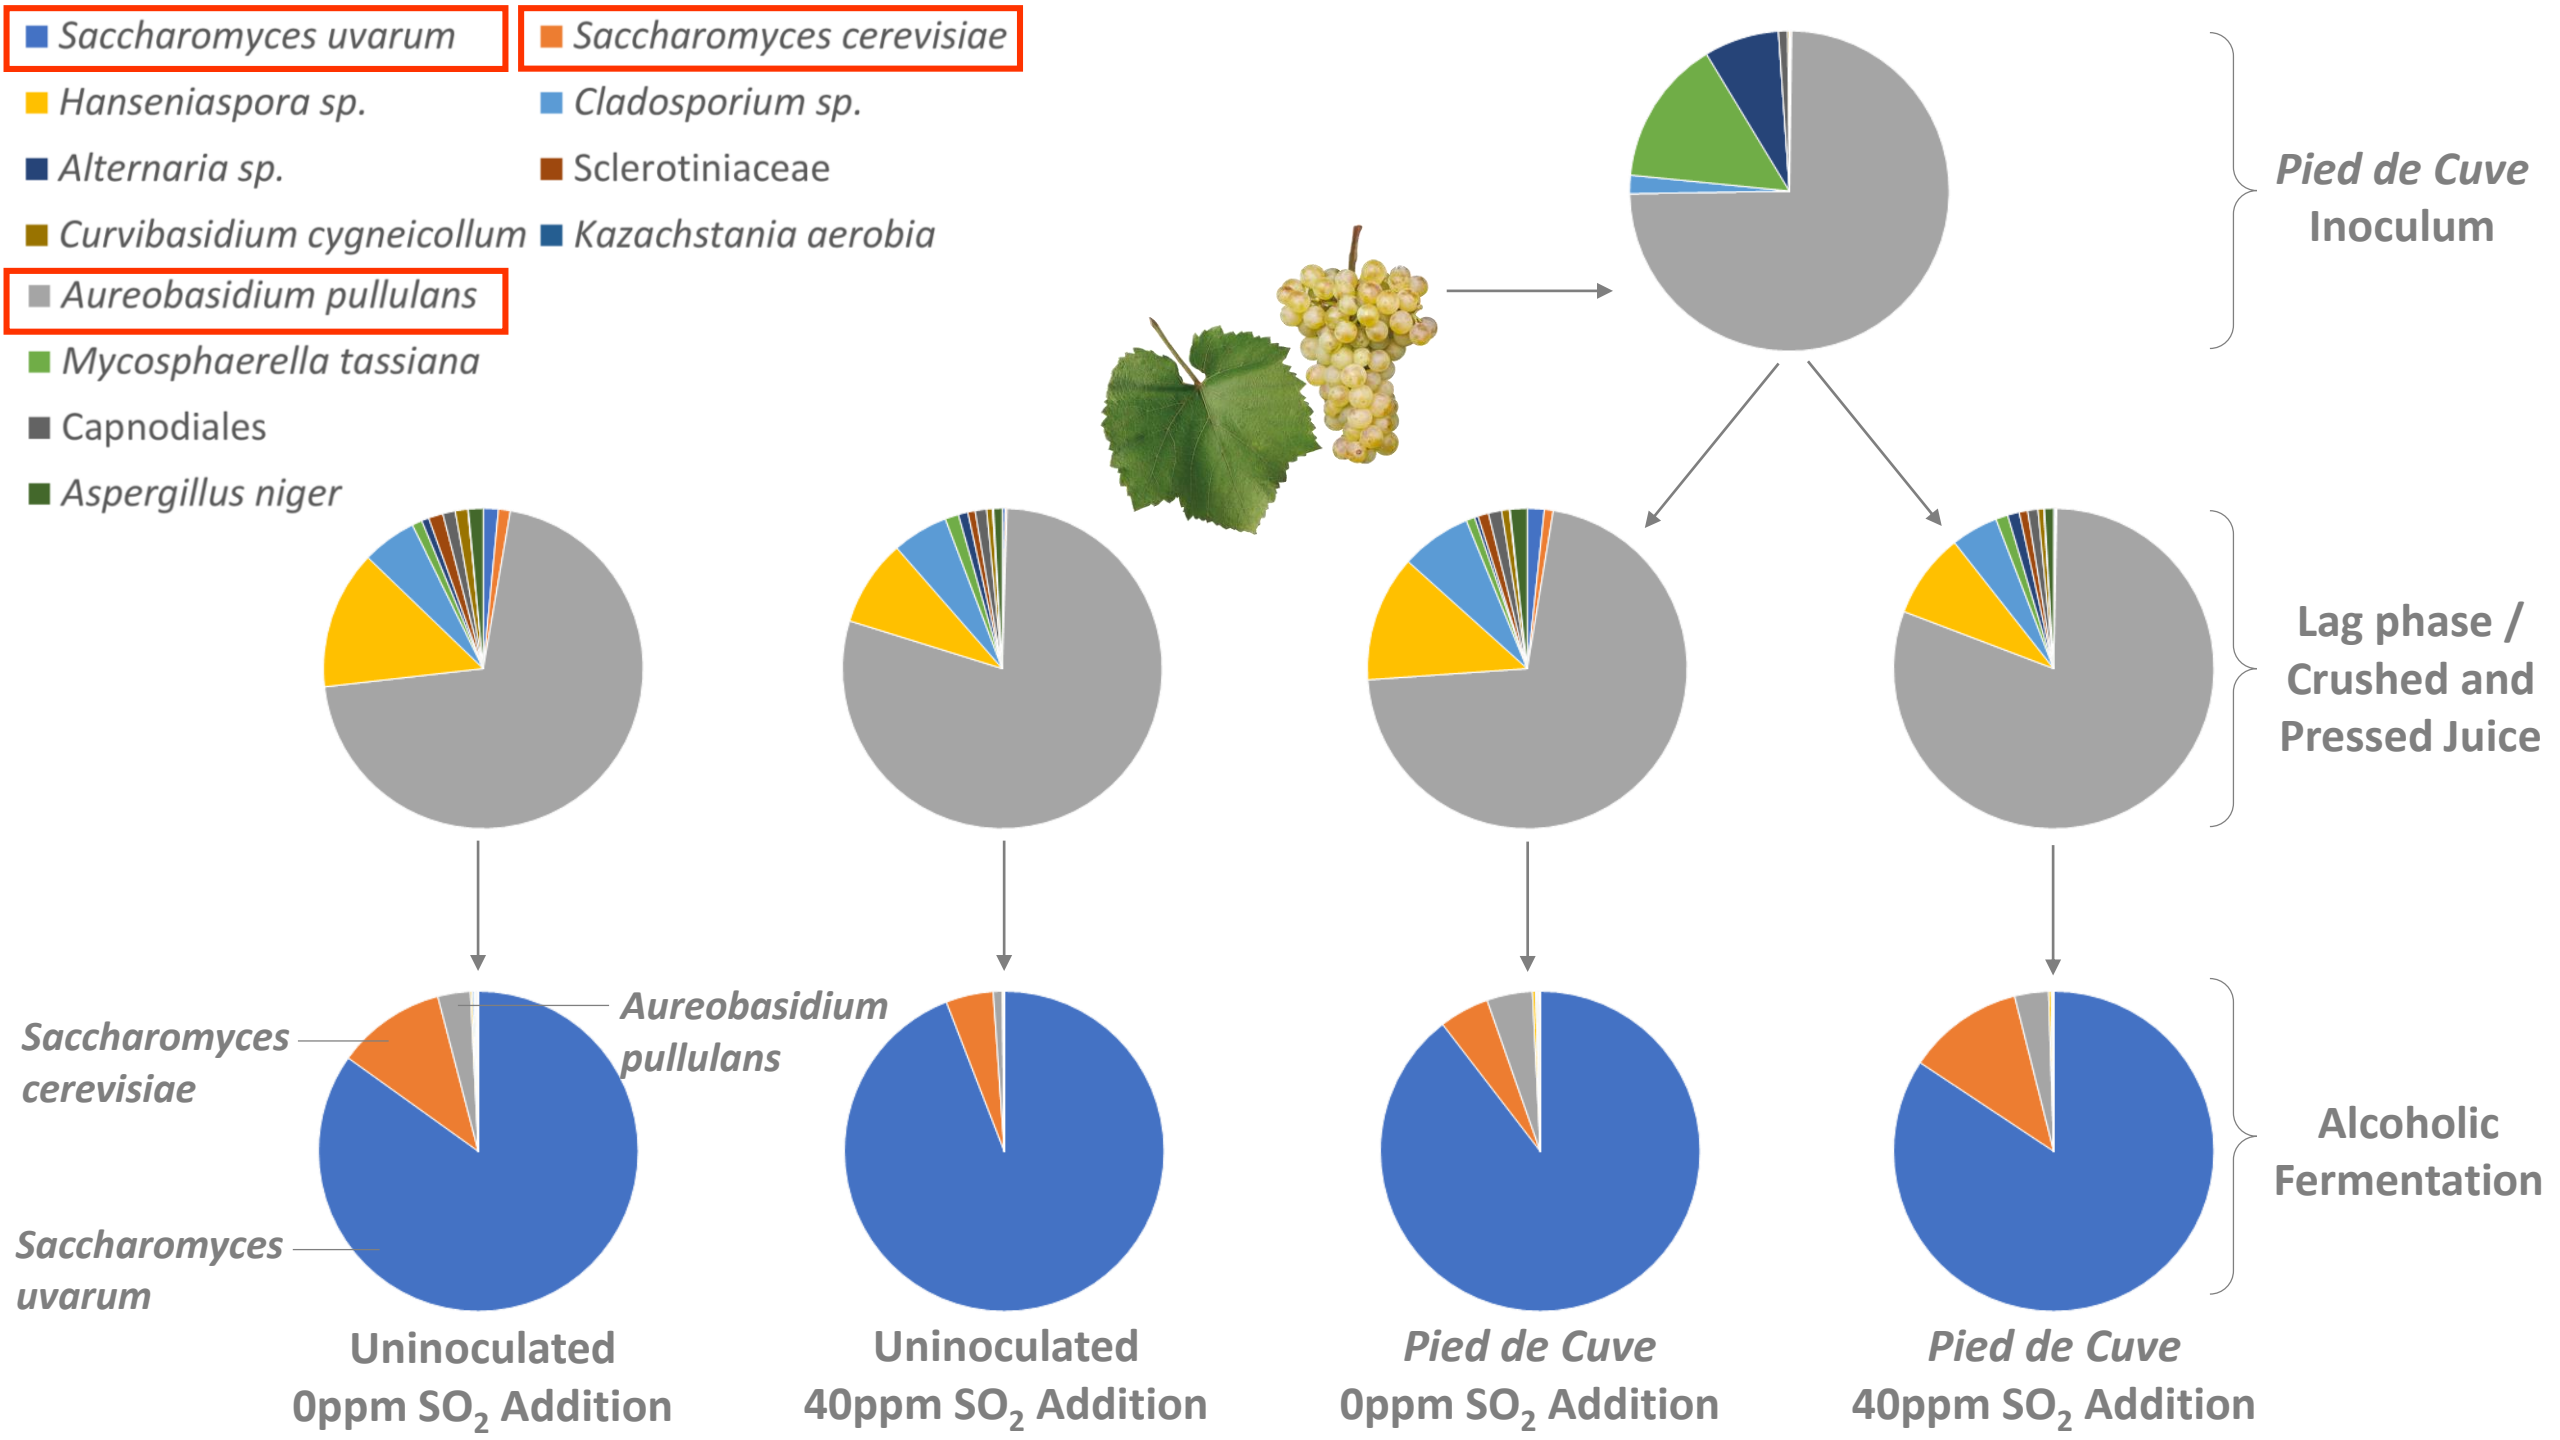 Saccharomyces uvarum
Saccharomyces cerevisiae
Hanseniaspora sp.
Cladosporium sp.
Alternaria sp.
Sclerotiniaceae
Curvibasidium cygneicollum
Kazachstania aerobia
Aureobasidium pullulans
Mycosphaerella tassiana
Capnodiales
Aspergillus niger
Pied de Cuve
Inoculum
Lag phase /
Crushed and
Pressed Juice
Saccharomyces
cerevisiae
Aureobasidium
pullulans
Saccharomyces
uvarum
Alcoholic
Fermentation
Uninoculated
0ppm SO₂ Addition
Uninoculated
40ppm SO₂ Addition
Pied de Cuve
0ppm SO₂ Addition
Pied de Cuve
40ppm SO₂ Addition